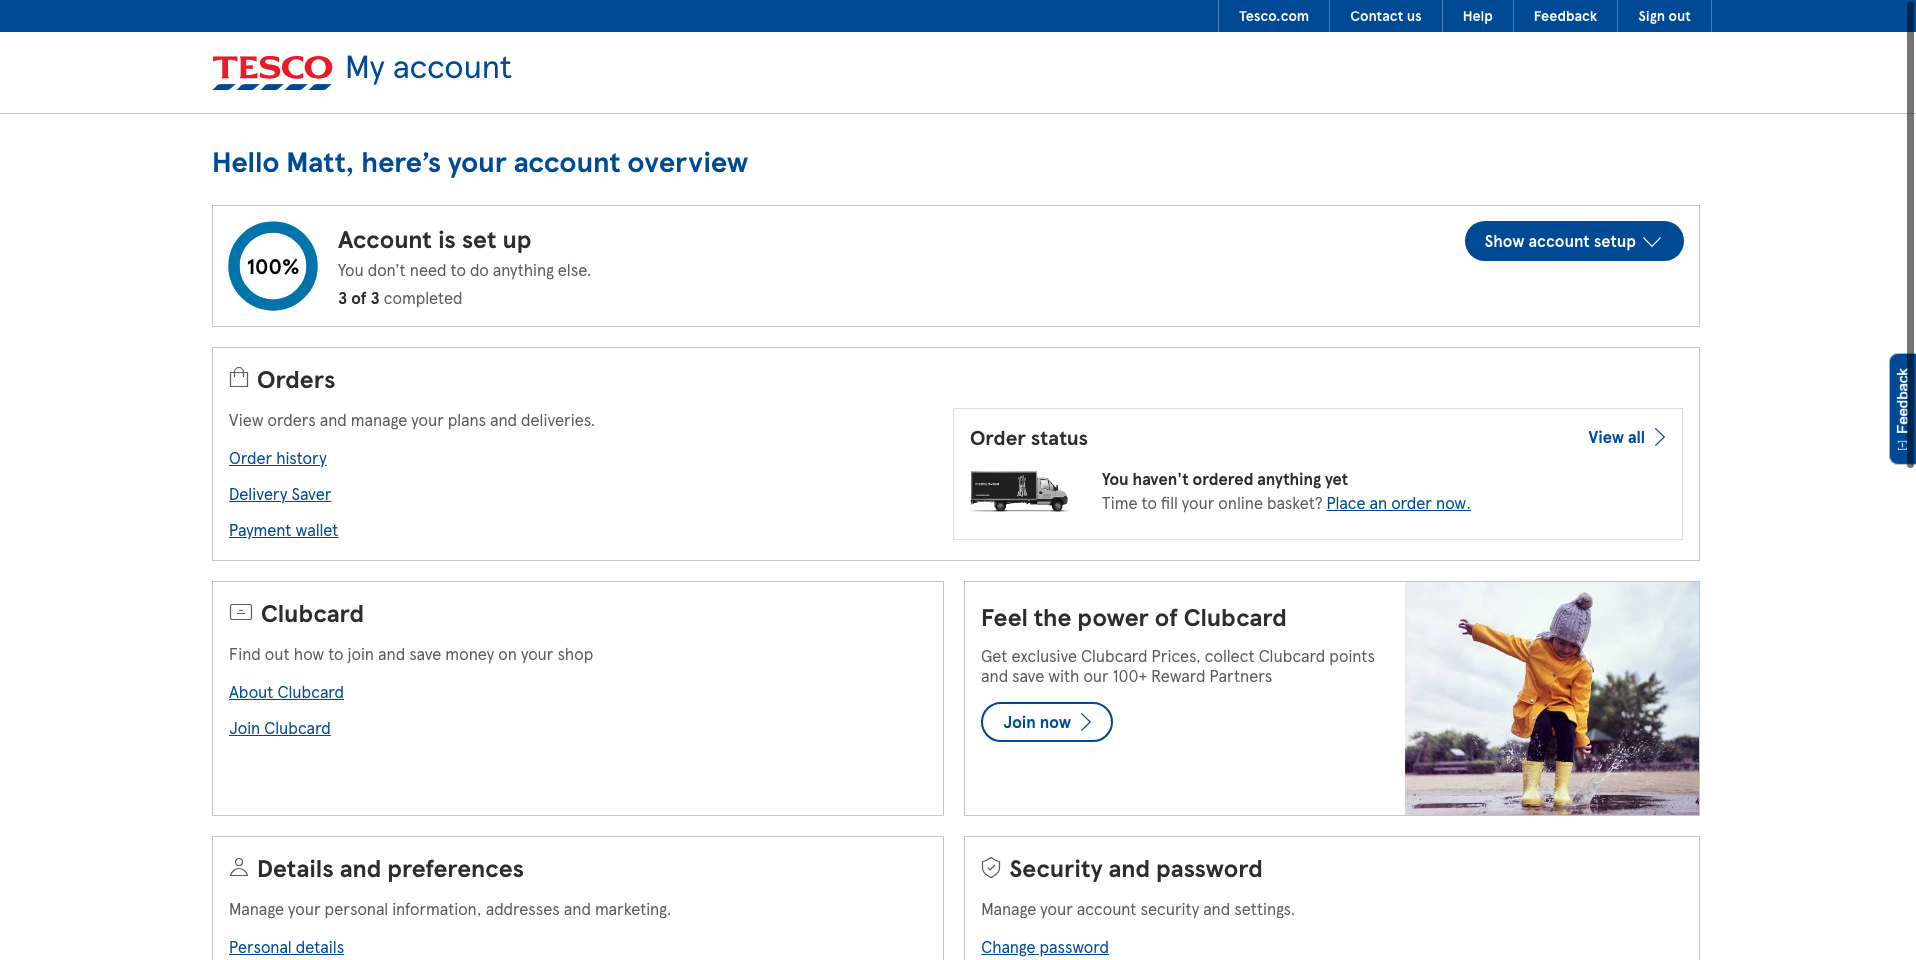 Tesco.com
Contact us
Help
Feedback
Sign out
TESCO My account
Hello Matt, here’s your account overview
100%
Account is set up
You don’t need to do anything else.
3 of 3 completed
Show account setup
Orders
View orders and manage your plans and deliveries.
Order history
Delivery Saver
Payment wallet
Order status
View all
You haven't ordered anything yet
Time to fill your online basket? Place an order now.
Feedback
Clubcard
Find out how to join and save money on your shop
About Clubcard
Join Clubcard
Feel the power of Clubcard
Get exclusive Clubcard Prices, collect Clubcard points
and save with our 100+ Reward Partners
Join now
Details and preferences
Manage your personal information, addresses and marketing.
Personal details
Security and password
Manage your account security and settings.
Change password